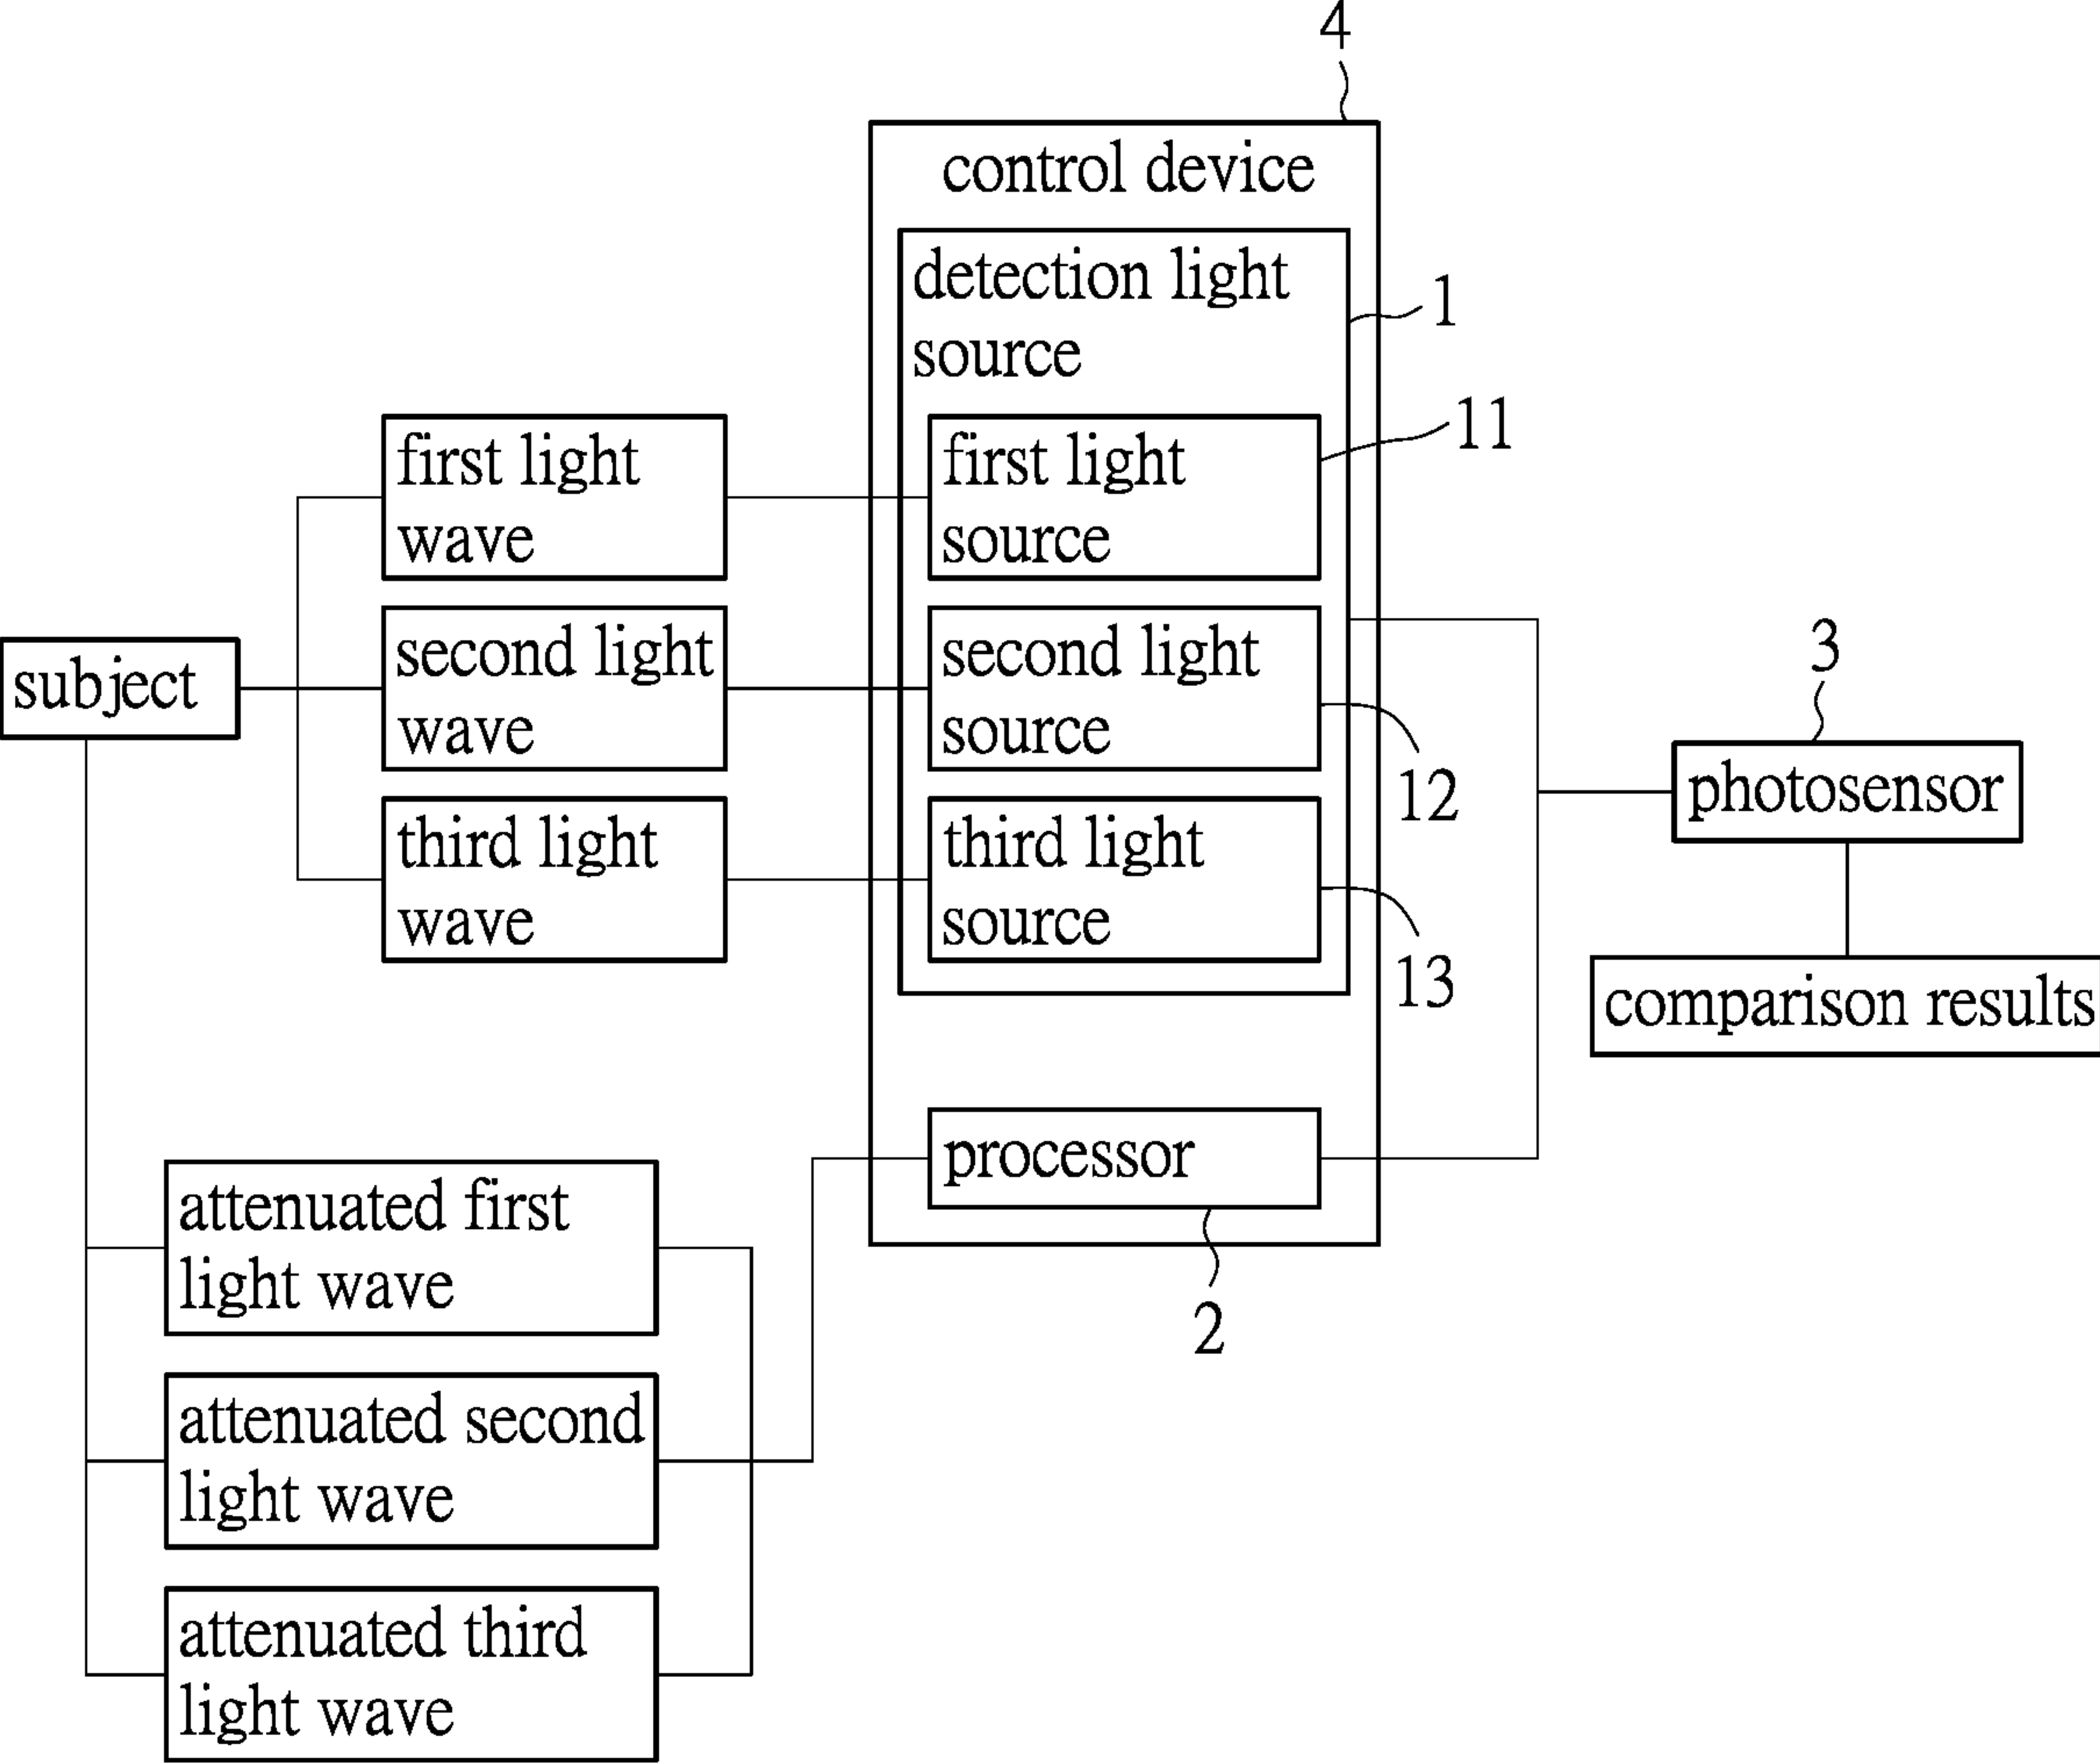 4
control device
detection light
source
1
first light
wave
first light
source
11
second light
wave
second light
source
12
third light
wave
third light
source
13
subject
3
photosensor
comparison results
processor
2
attenuated first
light wave
attenuated second
light wave
attenuated third
light wave